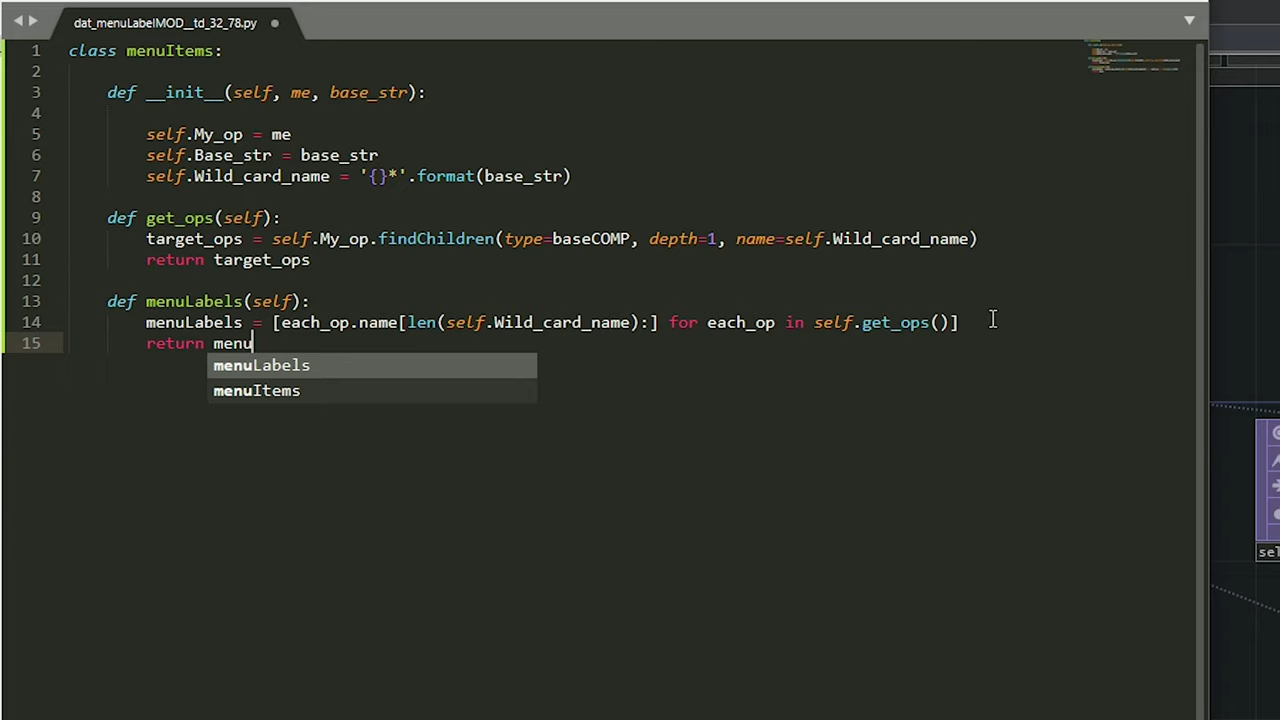 dat_menuLabelMOD__td_32_78.py
1 class menuItems:
2
3 def __init__(self, me, base_str):
4
5 self.My_op = me
6 self.Base_str = base_str
7 self.Wild_card_name = '{}*'.format(base_str)
8
9 def get_ops(self):
10 target_ops = self.My_op.findChildren(type=baseCOMP, depth=1, name=self.Wild_card_name)
11 return target_ops
12
13 def menuLabels(self):
14 menuLabels = [each_op.name[len(self.Wild_card_name):] for each_op in self.get_ops()]
15 return menu
menuLabels
menuItems
sel